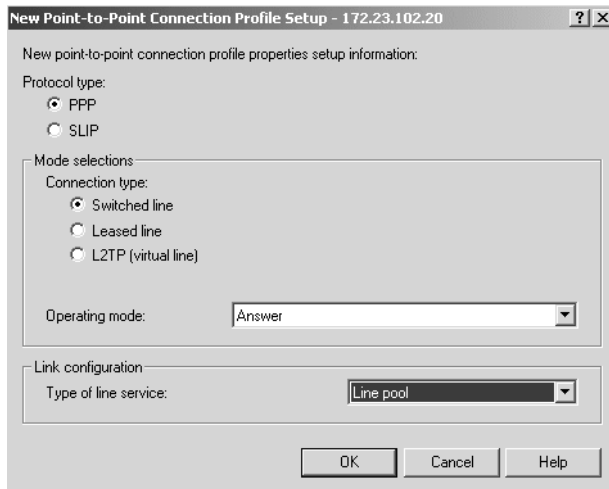 New Point-to-Point Connection Profile Setup - 172.23.102.20
New point-to-point connection profile properties setup information:
Protocol type:
PPP
SLIP
Mode selections
Connection type:
Switched line
Leased line
L2TP (virtual line)
Operating mode: Answer
Link configuration
Type of line service: Line pool
OK Cancel Help